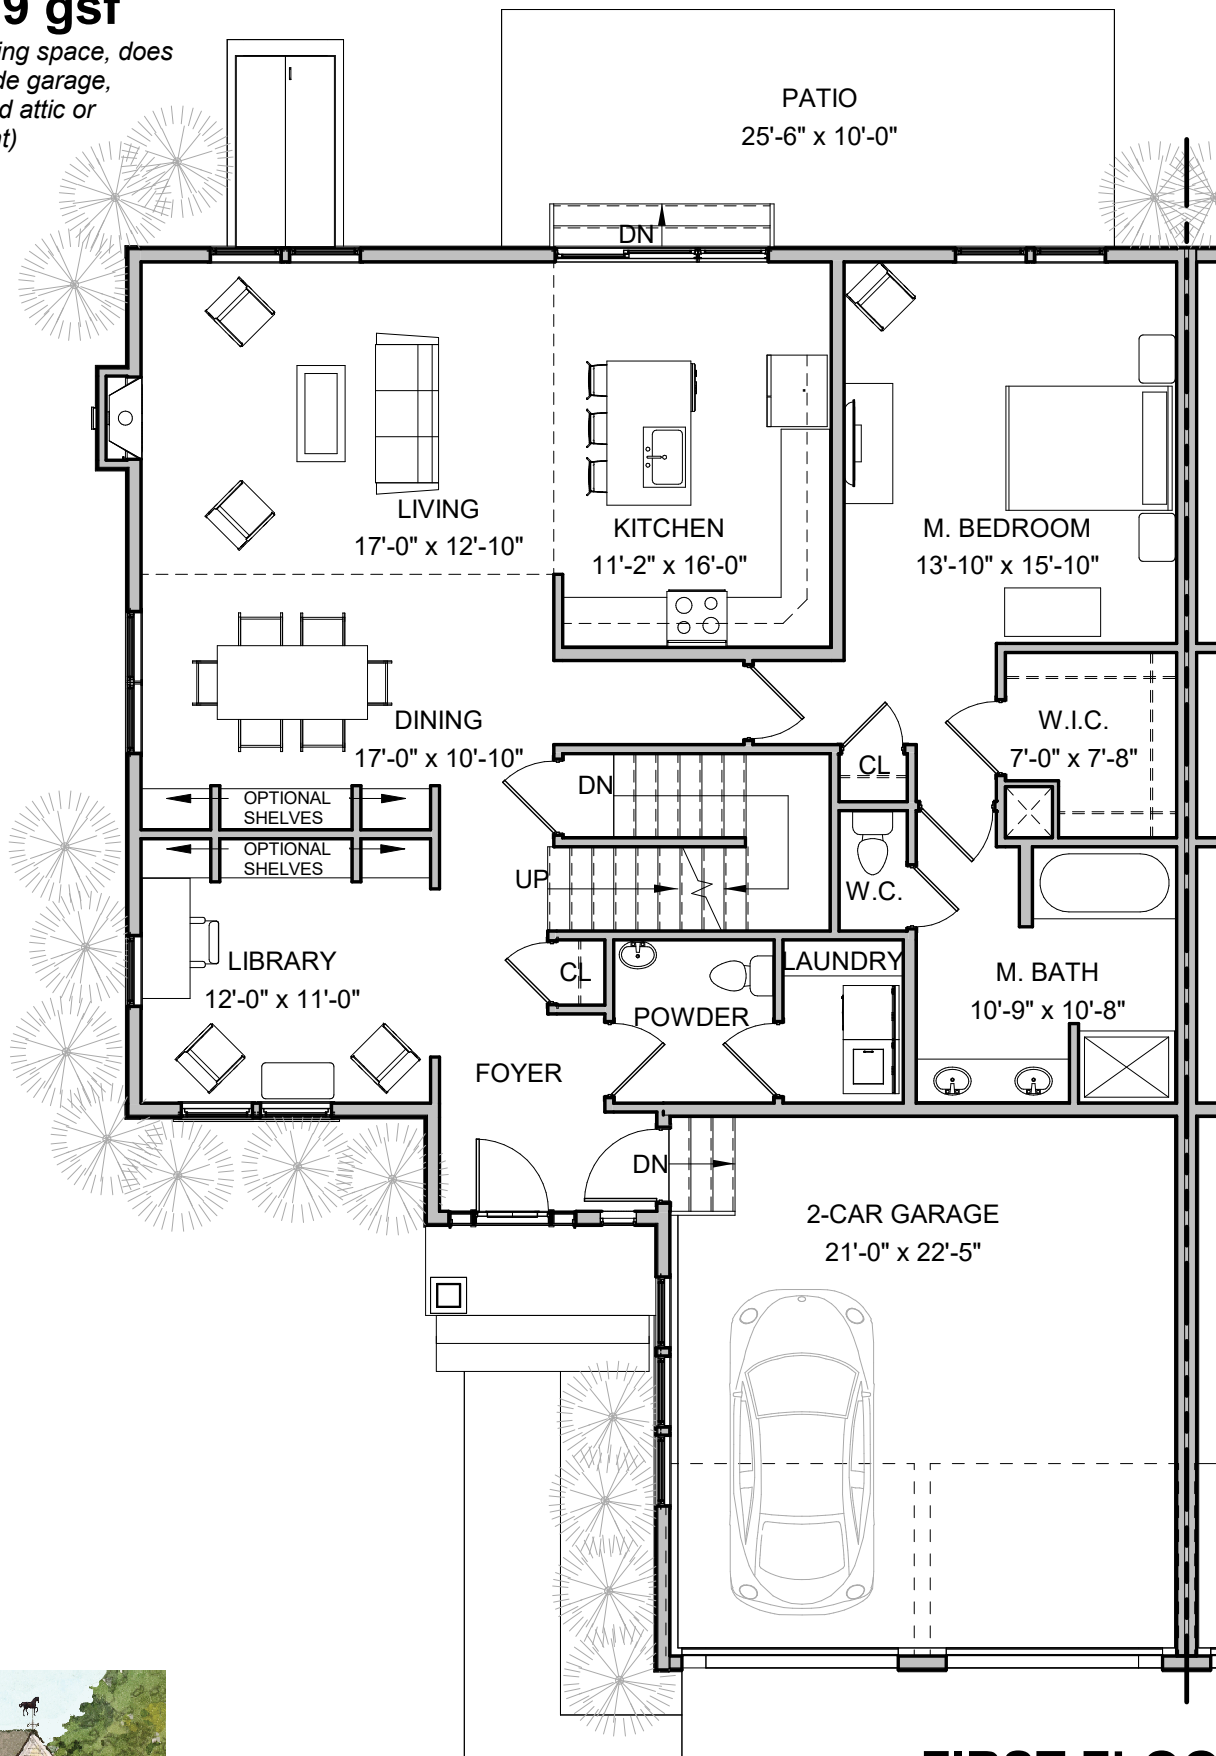 9 gsf
ing space, does
de garage,
d attic or
t)
PATIO
25'-6" x 10'-0"
DN
LIVING
17'-0" x 12'-10"
KITCHEN
11'-2" x 16'-0"
M. BEDROOM
13'-10" x 15'-10"
DINING
17'-0" x 10'-10"
W.I.C.
7'-0" x 7'-8"
CL
DN
OPTIONAL
SHELVES
OPTIONAL
SHELVES
UP
W.C.
LIBRARY
12'-0" x 11'-0"
CL
LAUNDRY
M. BATH
10'-9" x 10'-8"
POWDER
FOYER
DN
2-CAR GARAGE
21'-0" x 22'-5"
FIRST FLOO